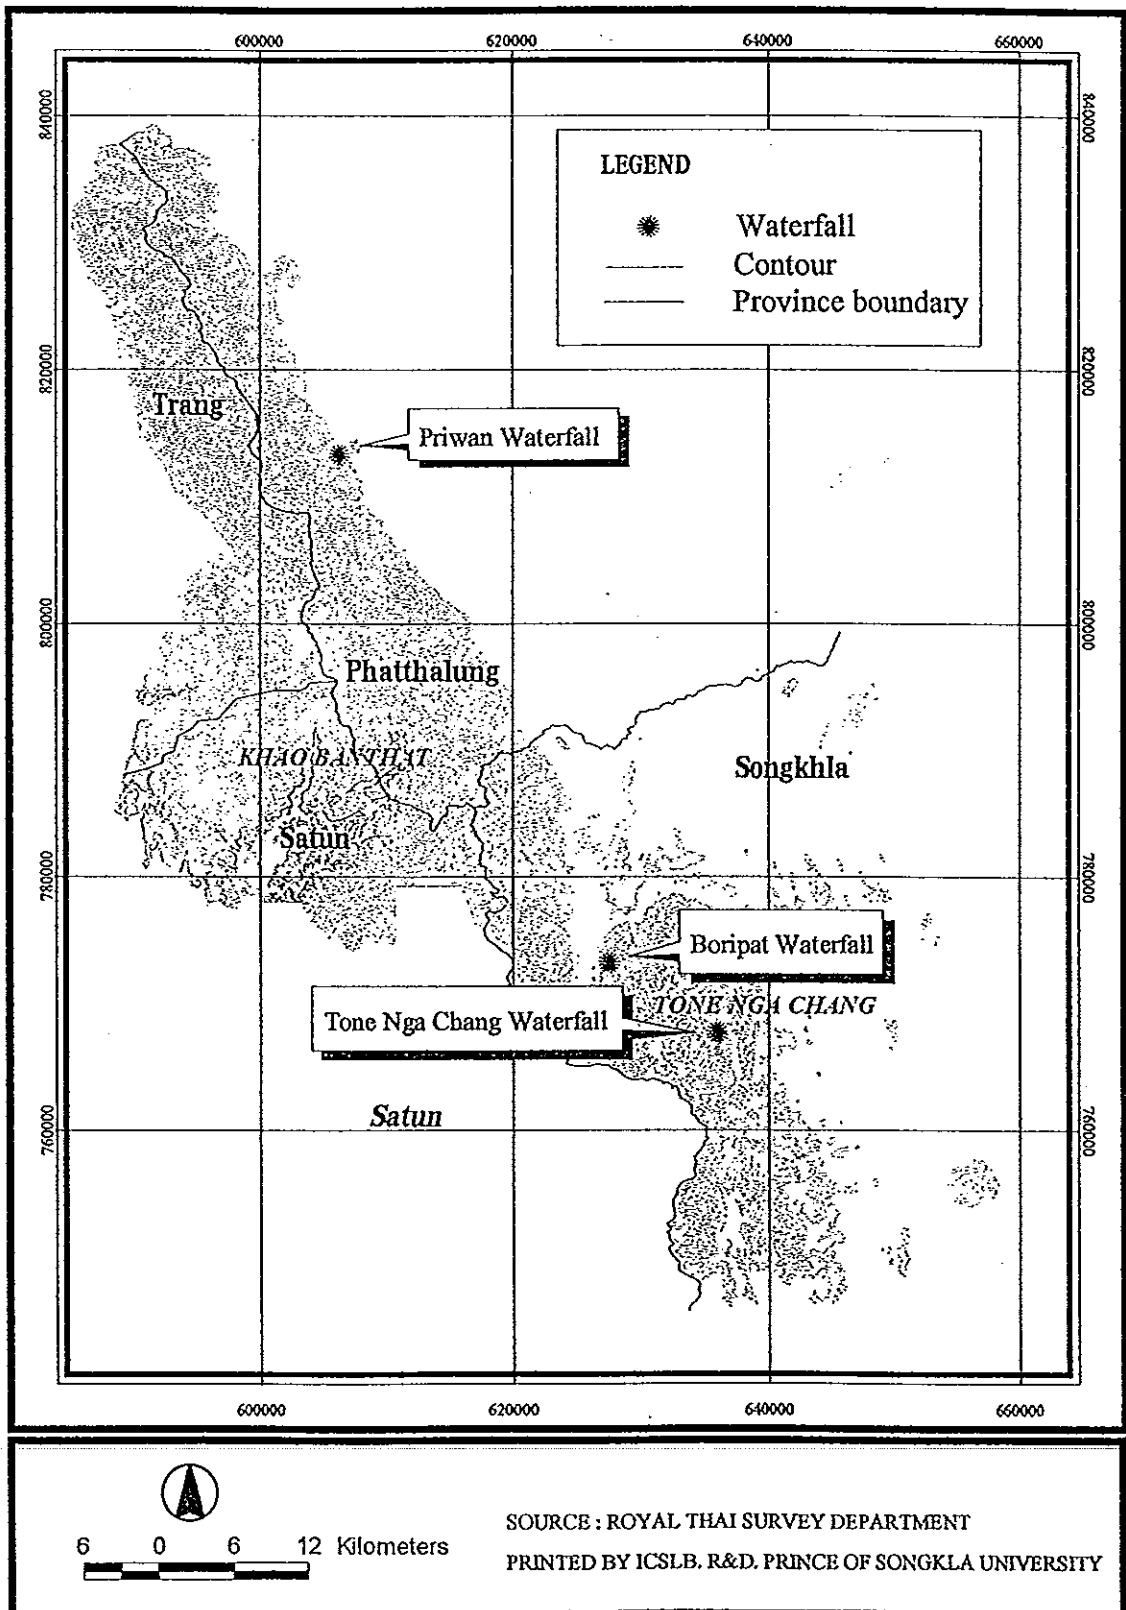 600000 620000 640000 660000
840000 840000
LEGEND
Waterfall
Contour
Province boundary
820000 820000
Trang
Priwan Waterfall
800000 800000
Phatthalung
KHAO BANTHAT
Songkhla
Satun
780000 780000
Boripat Waterfall
TONE NGA CHANG
Tone Nga Chang Waterfall
Satun
760000 760000
600000 620000 640000 660000
6 0 6 12 Kilometers
SOURCE : ROYAL THAI SURVEY DEPARTMENT
PRINTED BY ICSLB. R&D. PRINCE OF SONGKLA UNIVERSITY